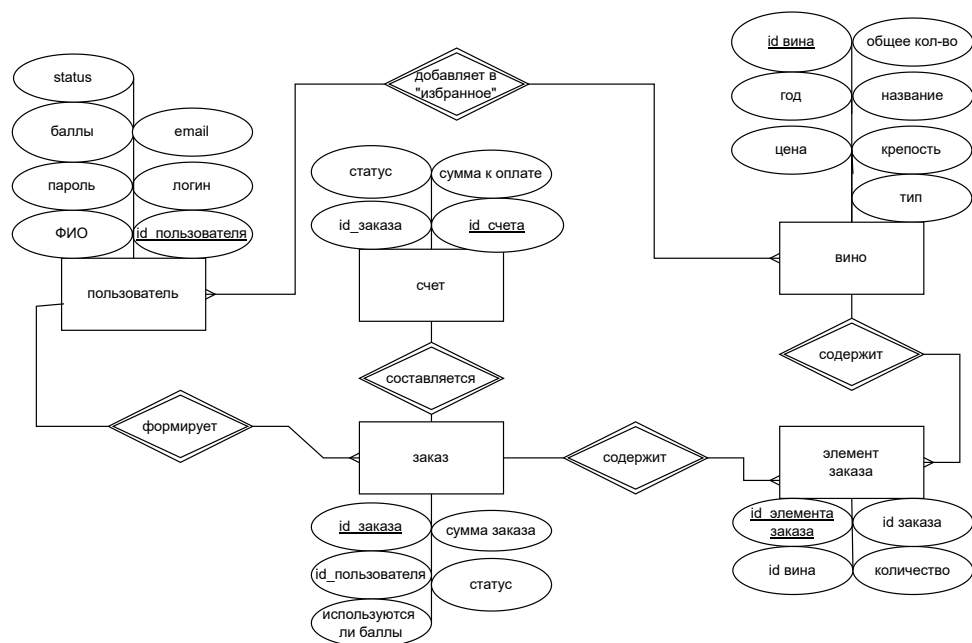 status
баллы
email
пароль
логин
ФИО
id_пользователя
пользователь
добавляет в
"избранное"
id вина
общее кол-во
год
название
цена
крепость
тип
вино
статус
сумма к оплате
id_заказа
id_счета
счет
составляется
содержит
формирует
заказ
содержит
элемент
заказа
id_заказа
сумма заказа
id_пользователя
статус
используются
ли баллы
id_элемента
заказа
id заказа
id вина
количество